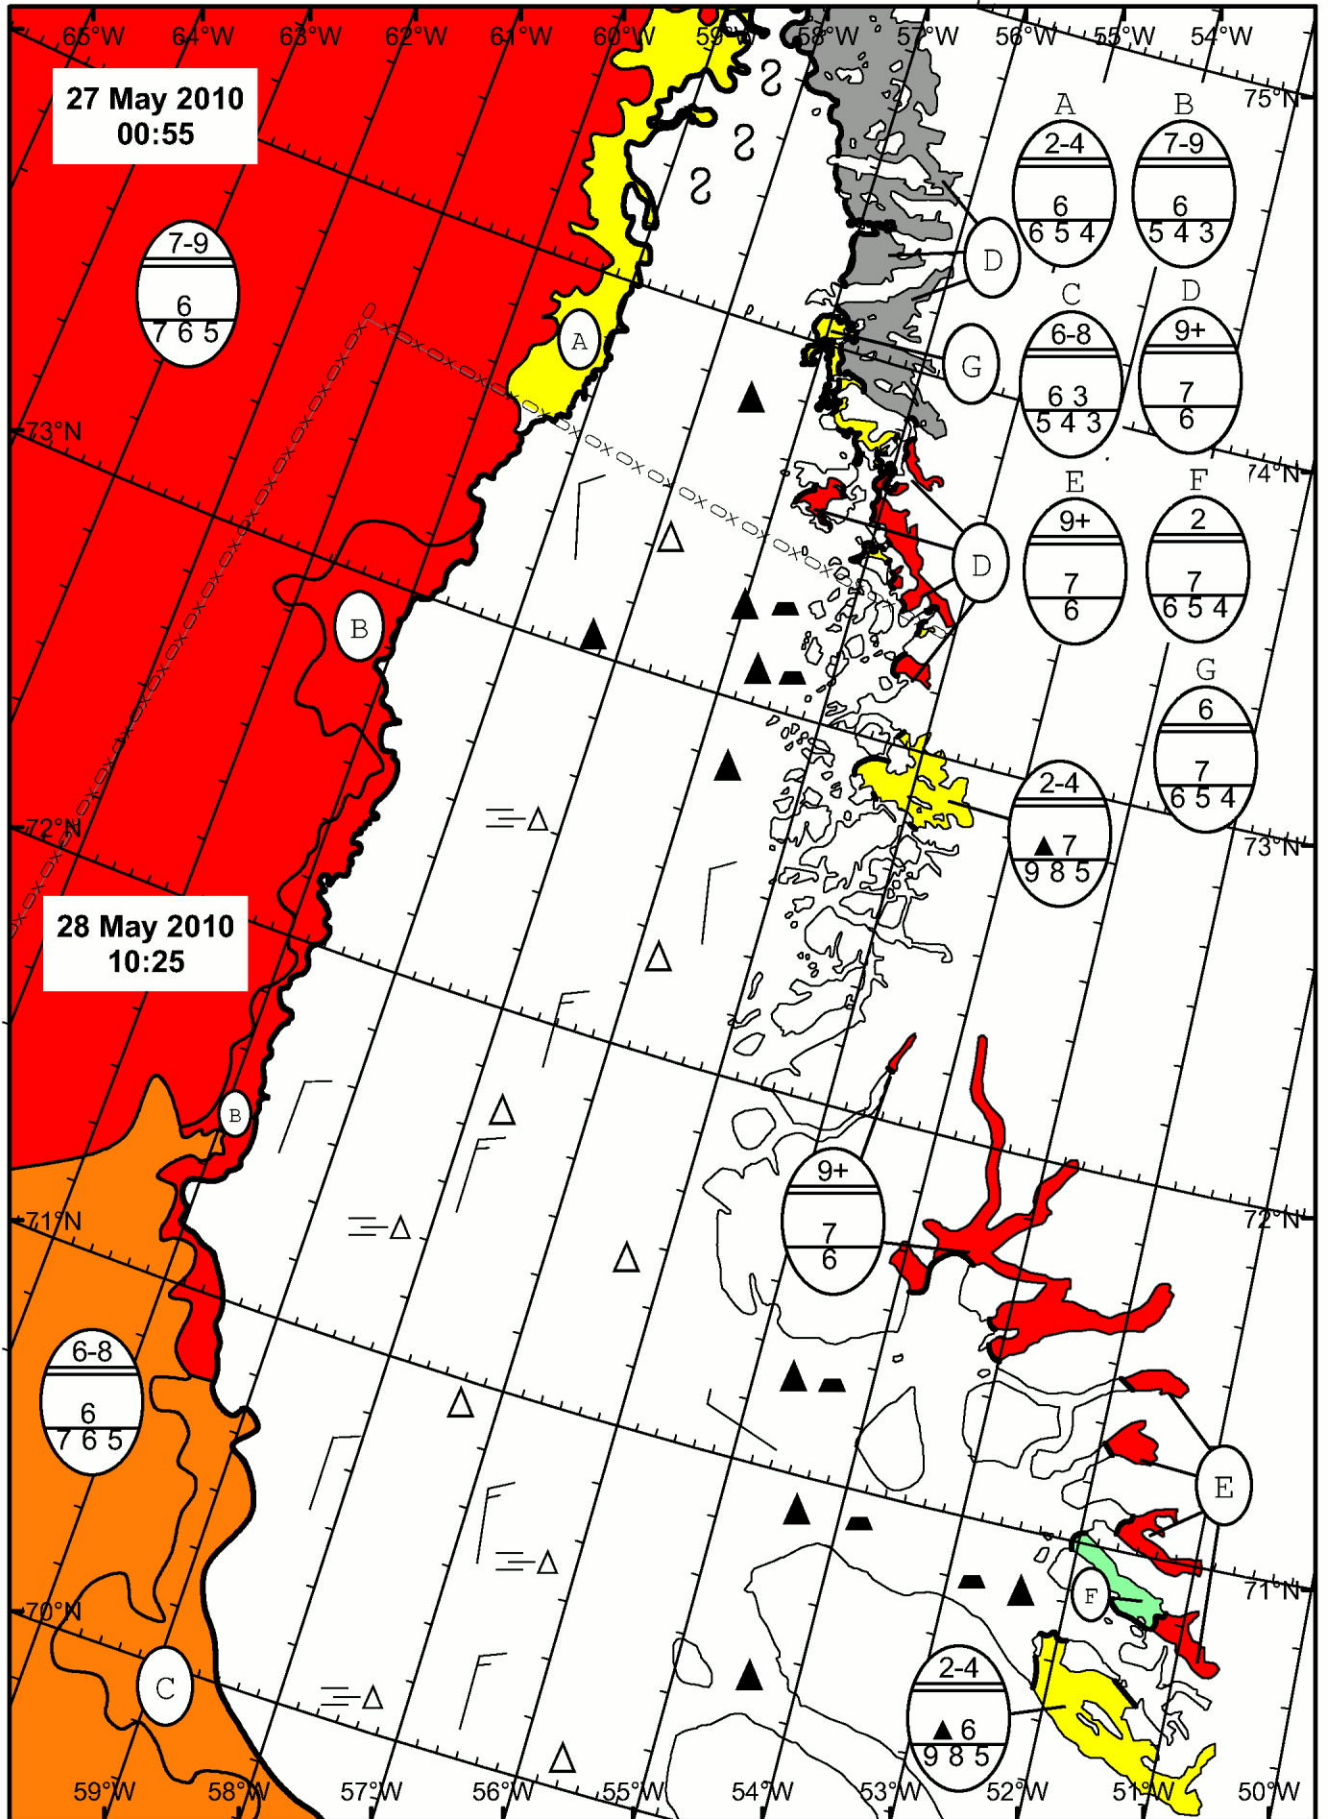 65°W 64°W 63°W 62°W 61°W 60°W 59°W 58°W 57°W 56°W 55°W 54°W
27 May 2010
00:55
75°N
A
2-4
6
6 5 4
B
7-9
6
5 4 3
7-9
6
7 6 5
D
C
6-8
6 3
5 4 3
D
9+
7
6
A
G
73°N
74°N
E
9+
7
6
F
2
7
6 5 4
D
B
G
6
7
6 5 4
2-4
7
9 8 5
72°N
73°N
28 May 2010
10:25
B
9+
7
6
71°N
72°N
6-8
6
7 6 5
E
F
71°N
70°N
C
2-4
6
9 8 5
59°W 58°W 57°W 56°W 55°W 54°W 53°W 52°W 51°W 50°W